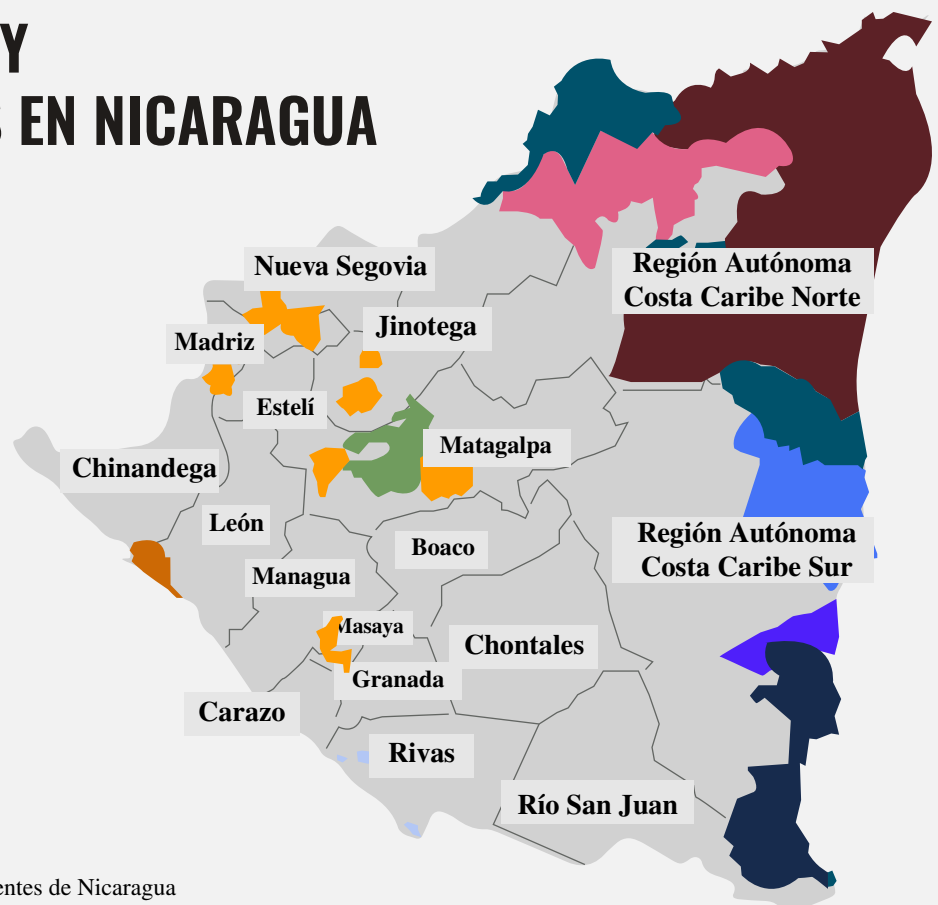 Y
EN NICARAGUA
Nueva Segovia
Jinotega
Madriz
Estelí
Región Autónoma
Costa Caribe Norte
Matagalpa
Chinandega
León
Boaco
Managua
Región Autónoma
Costa Caribe Sur
Masaya
Chontales
Granada
Carazo
Rivas
Río San Juan
entes de Nicaragua